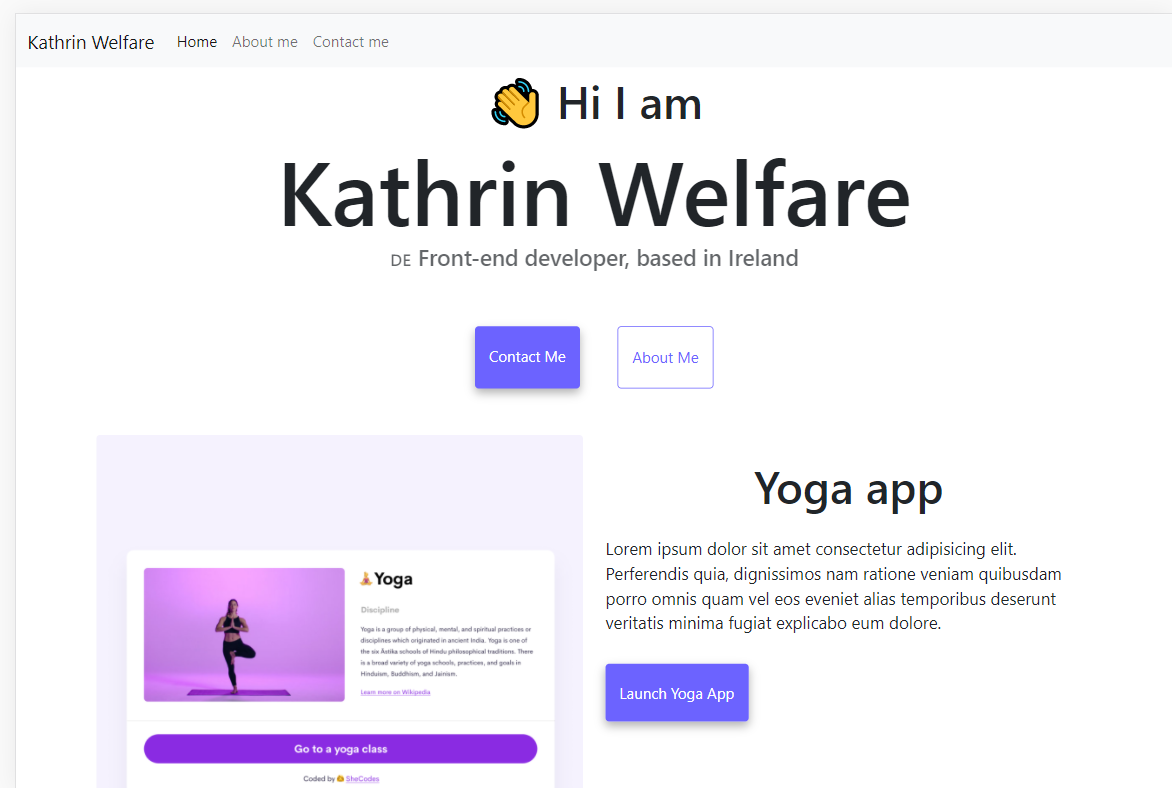 Kathrin Welfare Home About me Contact me
👋 Hi I am
Kathrin Welfare
DE Front-end developer, based in Ireland
Contact Me
About Me
🧘Yoga
Discipline
Yoga is a group of physical, mental, and spiritual practices or
disciplines which originated in ancient India. Yoga is one of
the six Āstika schools of Hindu philosophical traditions. There
is a broad variety of yoga schools, practices, and goals in
Hinduism, Buddhism, and Jainism.
Learn more on Wikipedia
Go to a yoga class
Coded by SheCodes
Yoga app
Lorem ipsum dolor sit amet consectetur adipisicing elit.
Perferendis quia, dignissimos nam ratione veniam quibusdam
porro omnis quam vel eos eveniet alias temporibus deserunt
veritatis minima fugiat explicabo eum dolore.
Launch Yoga App